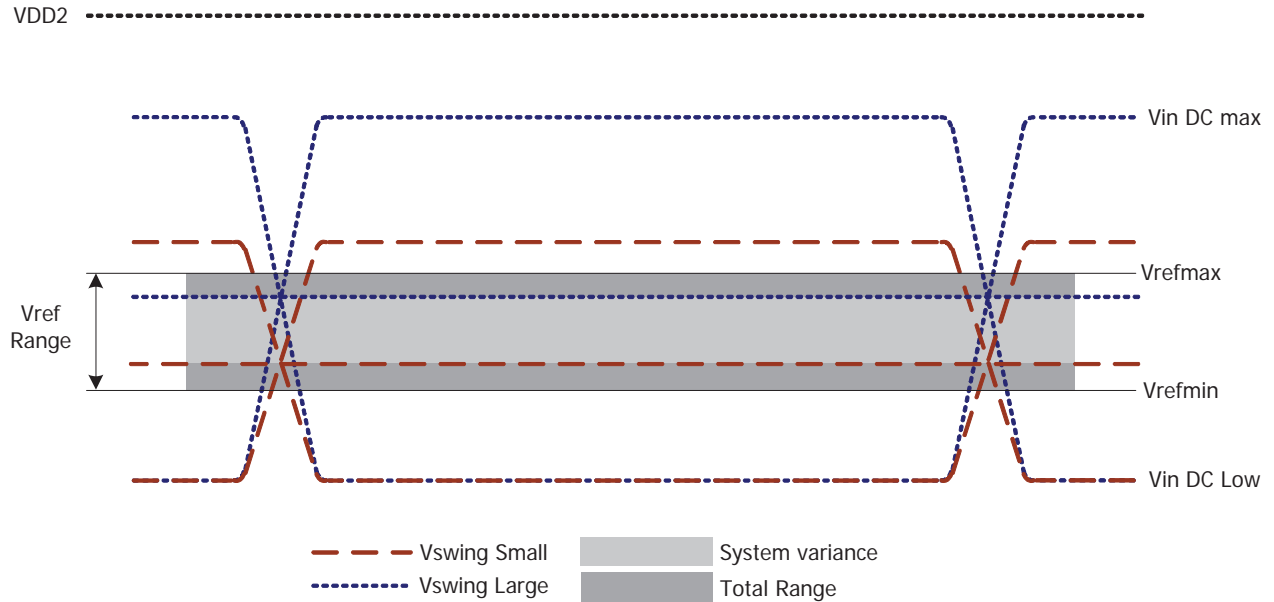 VDD2
Vin DC max
Vrefmax
Vref
Range
Vrefmin
Vin DC Low
Vswing Small
System variance
Vswing Large
Total Range